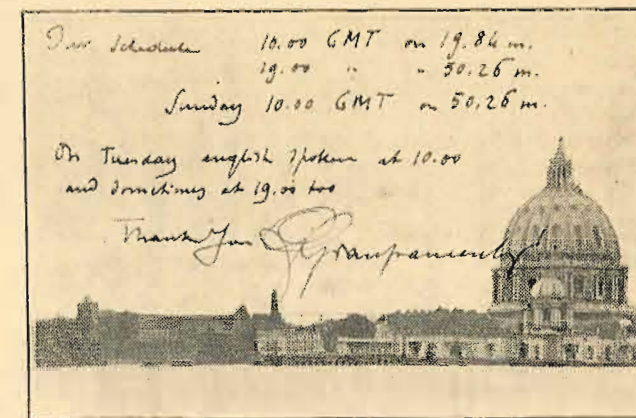 Our Schedule 10.00 GMT on 19.84 m.
19.00 " " 50.26 m.
Sunday 10.00 GMT on 50.26 m.
On Tuesday english spoken at 10.00
and sometimes at 19.00 too
Thank you